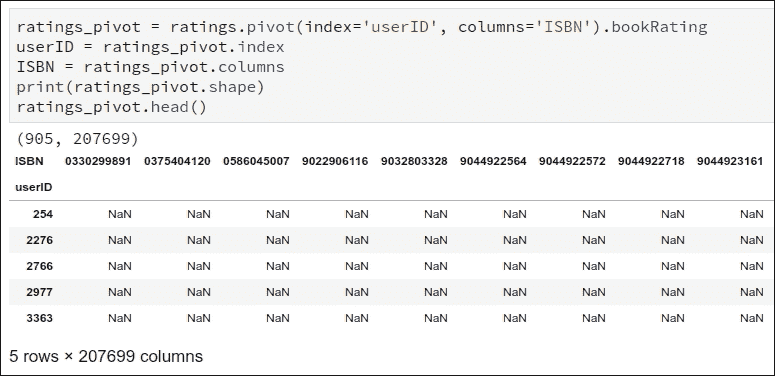 ratings_pivot = ratings.pivot(index='userID', columns='ISBN').bookRating
userID = ratings_pivot.index
ISBN = ratings_pivot.columns
print(ratings_pivot.shape)
ratings_pivot.head()
(905, 207699)
ISBN 0330299891 0375404120 0586045007 9022906116 9032803328 9044922564 9044922572 9044922718 9044923161
userID
254 NaN NaN NaN NaN NaN NaN NaN NaN NaN
2276 NaN NaN NaN NaN NaN NaN NaN NaN NaN
2766 NaN NaN NaN NaN NaN NaN NaN NaN NaN
2977 NaN NaN NaN NaN NaN NaN NaN NaN NaN
3363 NaN NaN NaN NaN NaN NaN NaN NaN NaN
5 rows × 207699 columns